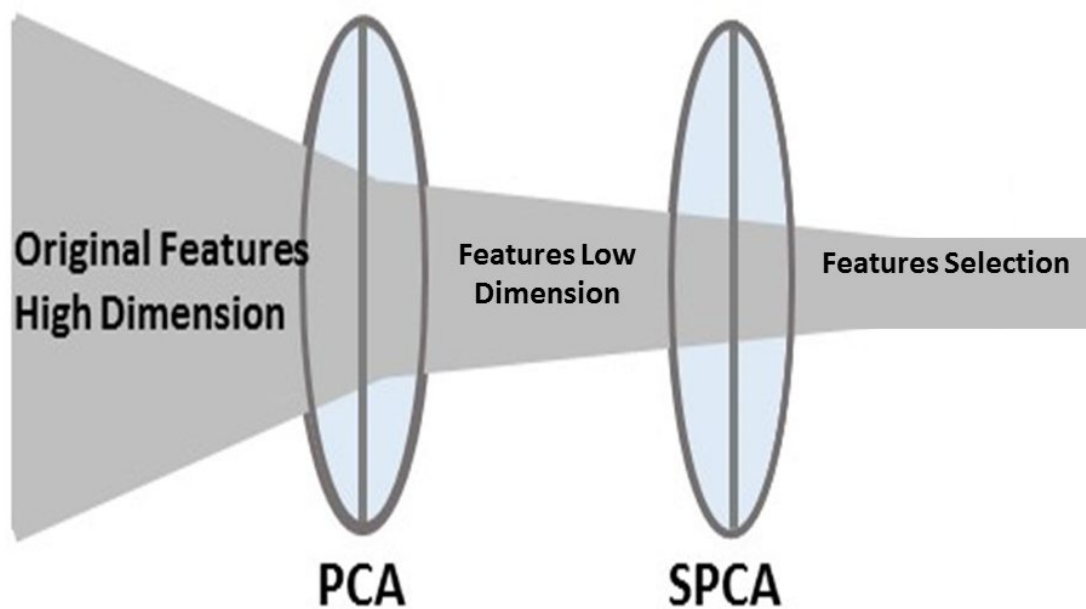 Original Features
High Dimension
Features Low
Dimension
Features Selection
PCA
SPCA